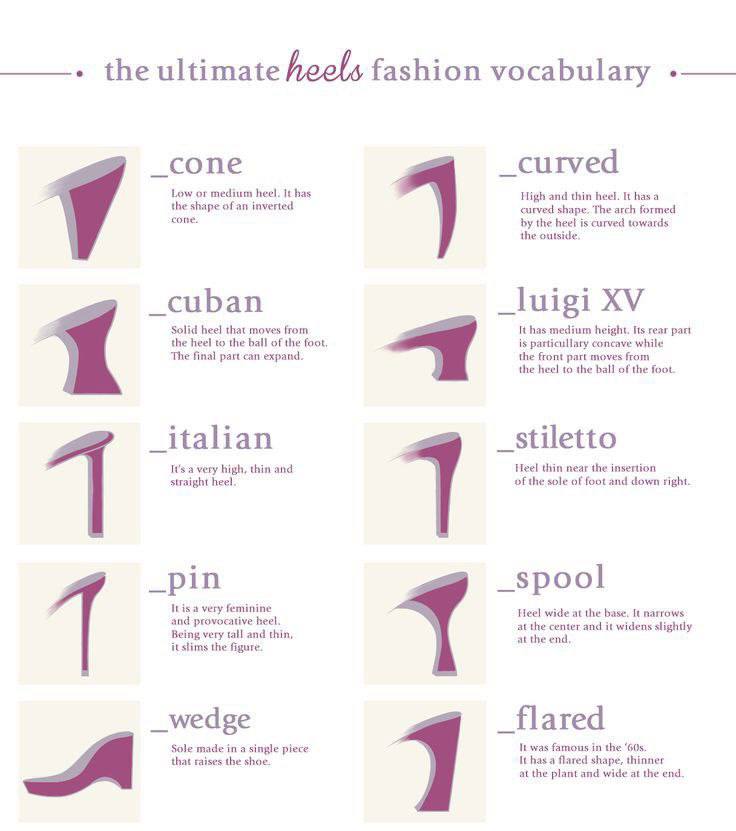 the ultimate heels fashion vocabulary
_cone
Low or medium heel. It has
the shape of an inverted
cone.
_curved
High and thin heel. It has a
curved shape. The arch formed
by the heel is curved towards
the outside.
_cuban
Solid heel that moves from
the heel to the ball of the foot.
The final part can expand.
_luigi XV
It has medium height. Its rear part
is particullary concave while
the front part moves from
the heel to the ball of the foot.
_italian
It's a very high, thin and
straight heel.
_stiletto
Heel thin near the insertion
of the sole of foot and down right.
_pin
It is a very feminine
and provocative heel.
Being very tall and thin,
it slims the figure.
_spool
Heel wide at the base. It narrows
at the center and it widens slightly
at the end.
_wedge
Sole made in a single piece
that raises the shoe.
_flared
It was famous in the '60s.
It has a flared shape, thinner
at the plant and wide at the end.